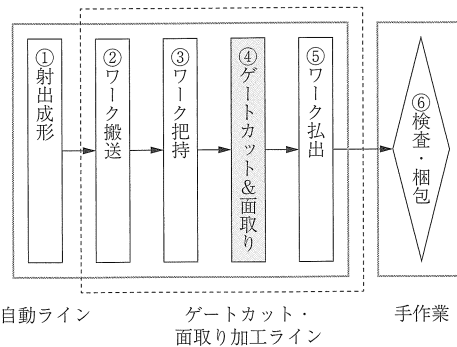 ①射出成形
②ワーク搬送
③ワーク把持
④ゲートカット&面取り
⑤ワーク払出
⑥検査・梱包
自動ライン
ゲートカット・
面取り加工ライン
手作業